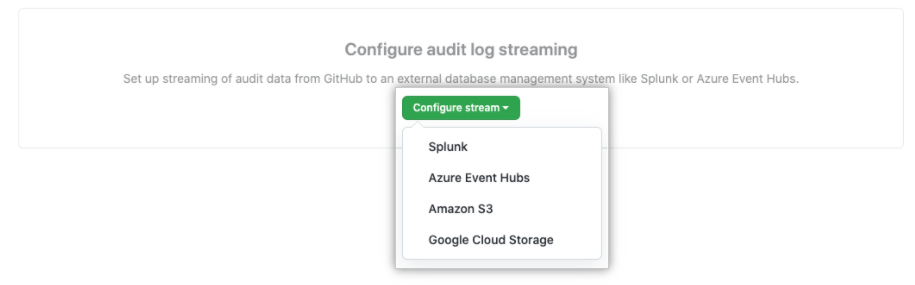 Configure audit log streaming
Set up streaming of audit data from GitHub to an external database management system like Splunk or Azure Event Hubs.
Configure stream
Splunk
Azure Event Hubs
Amazon S3
Google Cloud Storage